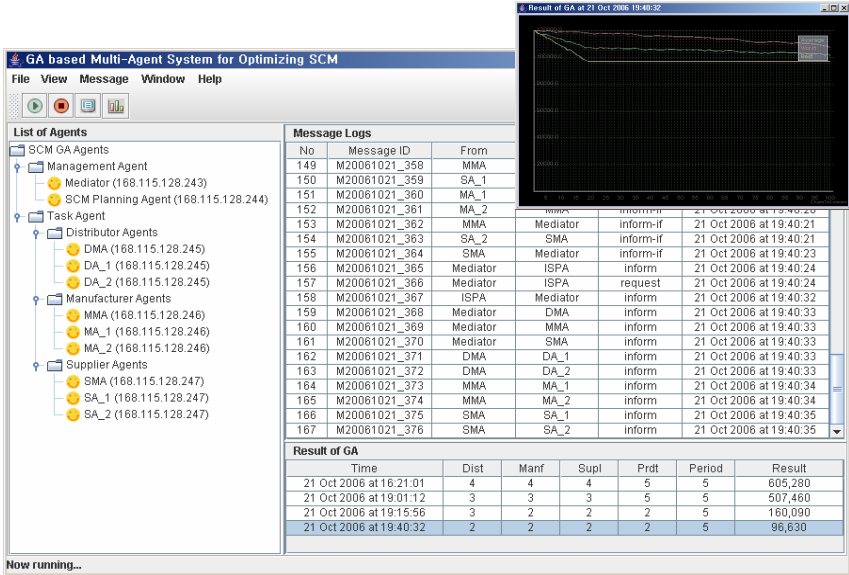 Result of GA at 21 Oct 2006 19:40:32
GA based Multi-Agent System for Optimizing SCM
File View Message Window Help
List of Agents
SCM GA Agents
Management Agent
Mediator (168.115.128.243)
SCM Planning Agent (168.115.128.244)
Task Agent
Distributor Agents
DMA (168.115.128.245)
DA_1 (168.115.128.245)
DA_2 (168.115.128.245)
Manufacturer Agents
MMA (168.115.128.246)
MA_1 (168.115.128.246)
MA_2 (168.115.128.246)
Supplier Agents
SMA (168.115.128.247)
SA_1 (168.115.128.247)
SA_2 (168.115.128.247)
Message Logs
No Message ID From
149 M20061021_358 MMA
150 M20061021_359 SA_1
151 M20061021_360 MA_1
152 M20061021_361 MA_2 MMA inform-if 21 Oct 2006 at 19:40:20
153 M20061021_362 MMA Mediator inform-if 21 Oct 2006 at 19:40:21
154 M20061021_363 SA_2 SMA inform-if 21 Oct 2006 at 19:40:21
155 M20061021_364 SMA Mediator inform-if 21 Oct 2006 at 19:40:23
156 M20061021_365 Mediator ISPA inform 21 Oct 2006 at 19:40:24
157 M20061021_366 Mediator ISPA request 21 Oct 2006 at 19:40:24
158 M20061021_367 ISPA Mediator inform 21 Oct 2006 at 19:40:32
159 M20061021_368 Mediator DMA inform 21 Oct 2006 at 19:40:33
160 M20061021_369 Mediator MMA inform 21 Oct 2006 at 19:40:33
161 M20061021_370 Mediator SMA inform 21 Oct 2006 at 19:40:33
162 M20061021_371 DMA DA_1 inform 21 Oct 2006 at 19:40:33
163 M20061021_372 DMA DA_2 inform 21 Oct 2006 at 19:40:33
164 M20061021_373 MMA MA_1 inform 21 Oct 2006 at 19:40:34
165 M20061021_374 MMA MA_2 inform 21 Oct 2006 at 19:40:34
166 M20061021_375 SMA SA_1 inform 21 Oct 2006 at 19:40:35
167 M20061021_376 SMA SA_2 inform 21 Oct 2006 at 19:40:35
Result of GA
Time Dist Manf Supl Prdt Period Result
21 Oct 2006 at 16:21:01 4 4 4 5 5 605,280
21 Oct 2006 at 19:01:12 3 3 3 5 5 507,460
21 Oct 2006 at 19:15:56 3 2 2 2 5 160,090
21 Oct 2006 at 19:40:32 2 2 2 2 5 96,630
Now running...